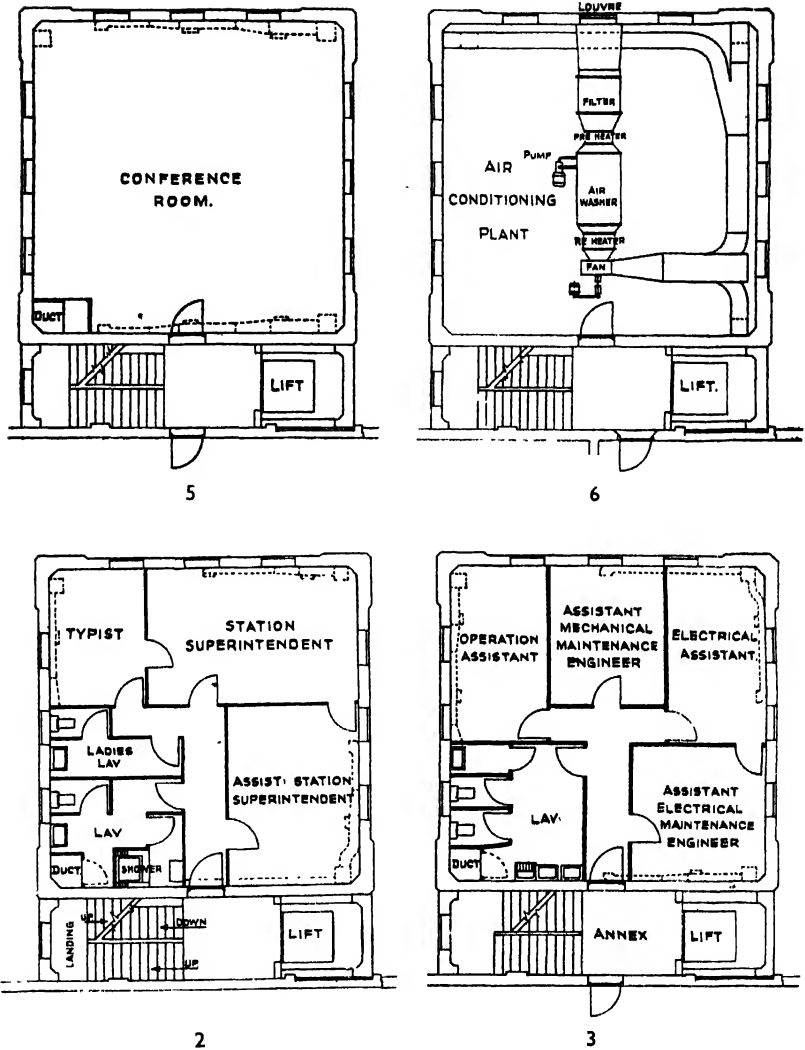 CONFERENCE
ROOM.
DUCT
LIFT
5
LOUVRE
FILTER
PRE HEATER
PUMP
AIR
CONDITIONING
PLANT
AIR
WASHER
RE HEATER
FAN
LIFT.
6
TYPIST
STATION
SUPERINTENDENT
LADIES
LAV
ASSIST: STATION
SUPERINTENDENT
LAV
DUCT
SHOWER
LANDING
UP
DOWN
UP
LIFT
2
OPERATION
ASSISTANT
ASSISTANT
MECHANICAL
MAINTENANCE
ENGINEER
ELECTRICAL
ASSISTANT
LAV.
ASSISTANT
ELECTRICAL
MAINTENANCE
ENGINEER
DUCT
ANNEX
LIFT
3